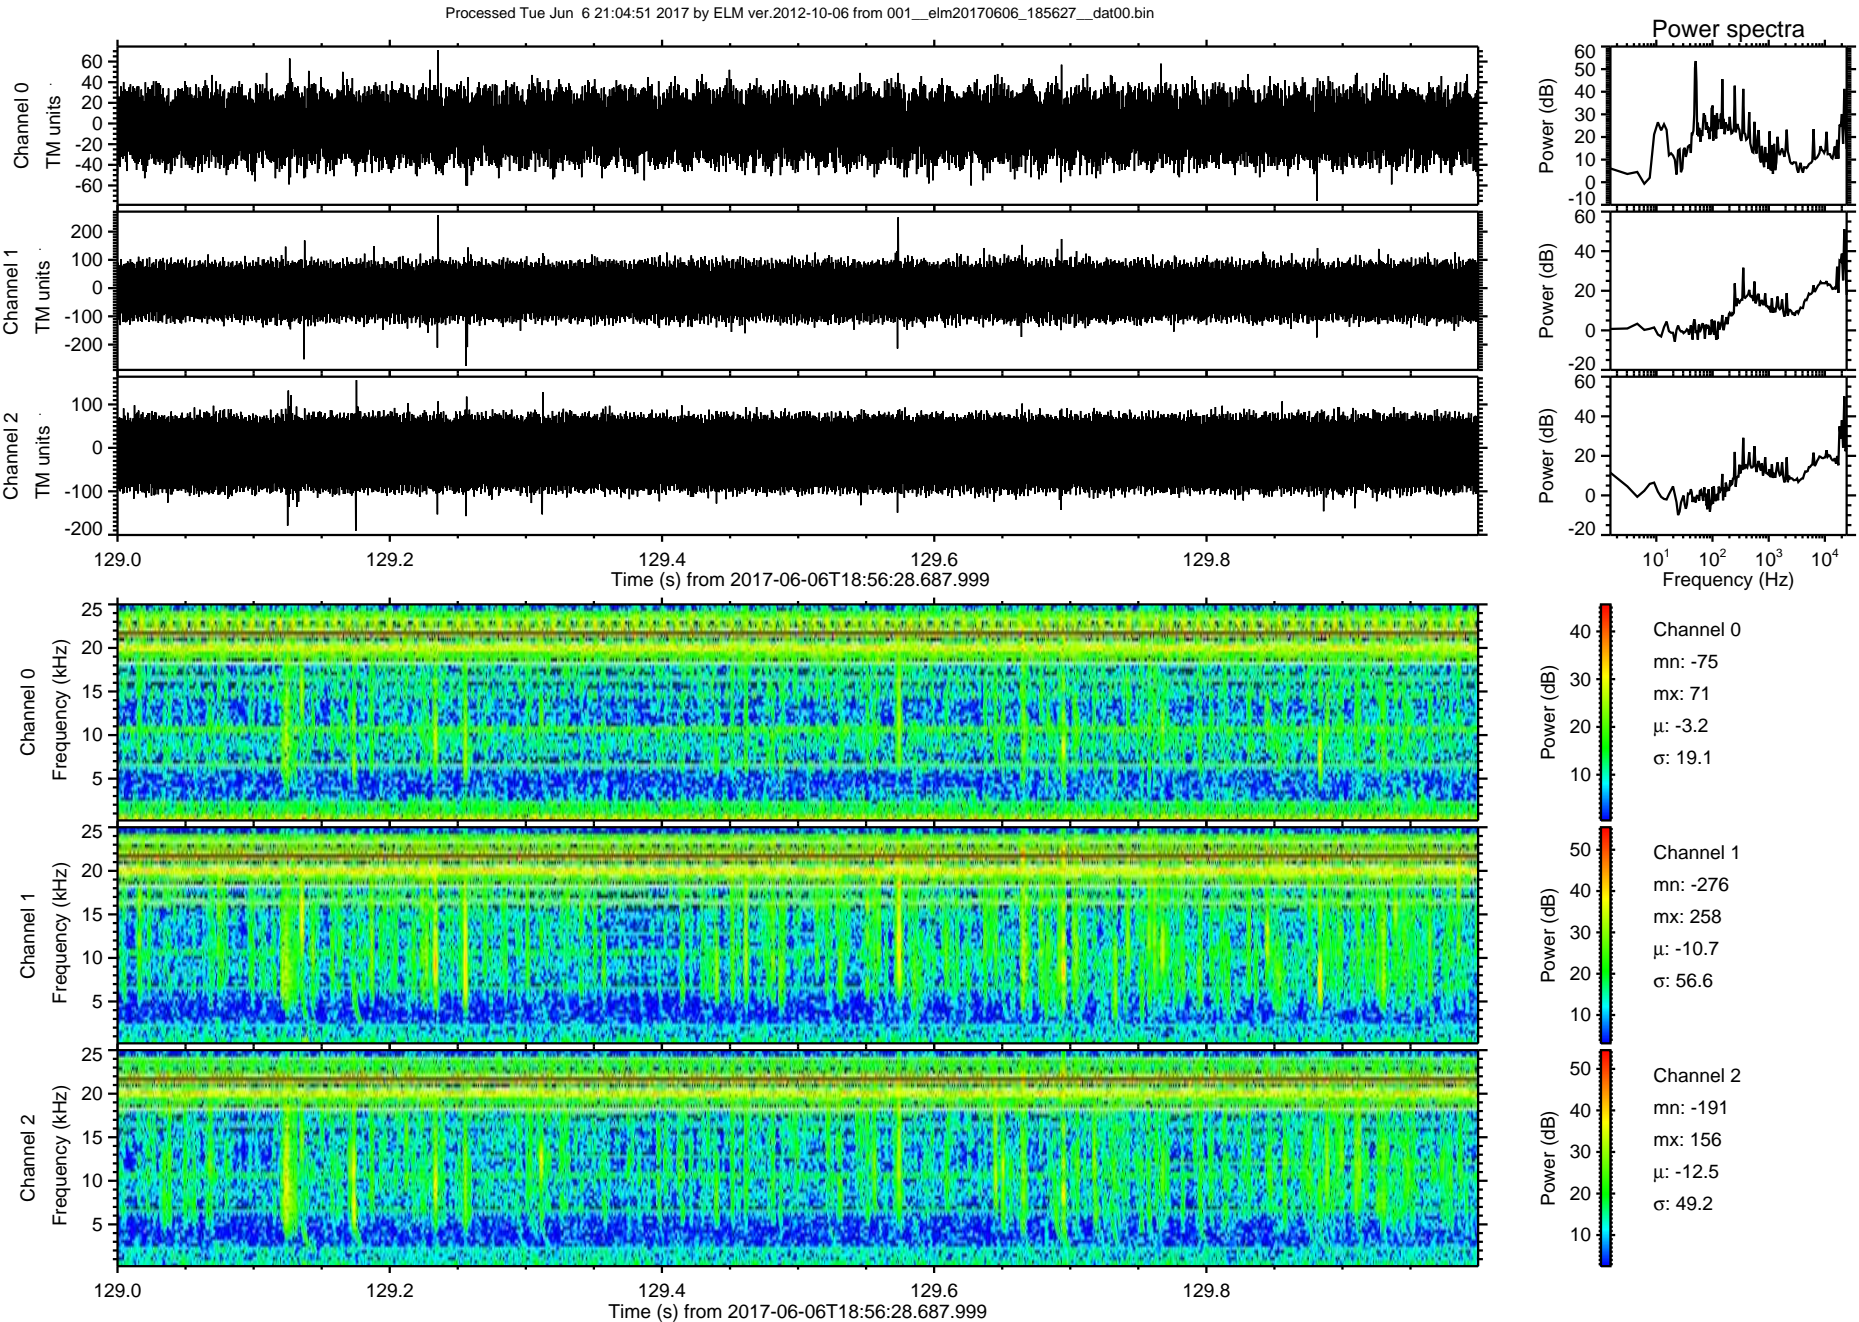 Processed Tue Jun 6 21:04:51 2017 by ELM ver.2012-10-06 from 001__elm20170606_185627__dat00.bin
Power spectra
Channel 0
TM units
60
40
20
0
-20
-40
-60
Power (dB)
60
50
40
30
20
10
0
-10
Channel 1
TM units
200
100
0
-100
-200
Power (dB)
60
40
20
0
-20
Channel 2
TM units
100
0
-100
-200
Power (dB)
60
40
20
0
-20
129.0 129.2 129.4 129.6 129.8
Time (s) from 2017-06-06T18:56:28.687.999
10^1 10^2 10^3 10^4
Frequency (Hz)
Channel 0
Frequency (kHz)
25
20
15
10
5
Power (dB)
40
30
20
10
Channel 0
mn: -75
mx: 71
μ: -3.2
σ: 19.1
Channel 1
Frequency (kHz)
25
20
15
10
5
Power (dB)
50
40
30
20
10
Channel 1
mn: -276
mx: 258
μ: -10.7
σ: 56.6
Channel 2
Frequency (kHz)
25
20
15
10
5
Power (dB)
50
40
30
20
10
Channel 2
mn: -191
mx: 156
μ: -12.5
σ: 49.2
129.0 129.2 129.4 129.6 129.8
Time (s) from 2017-06-06T18:56:28.687.999